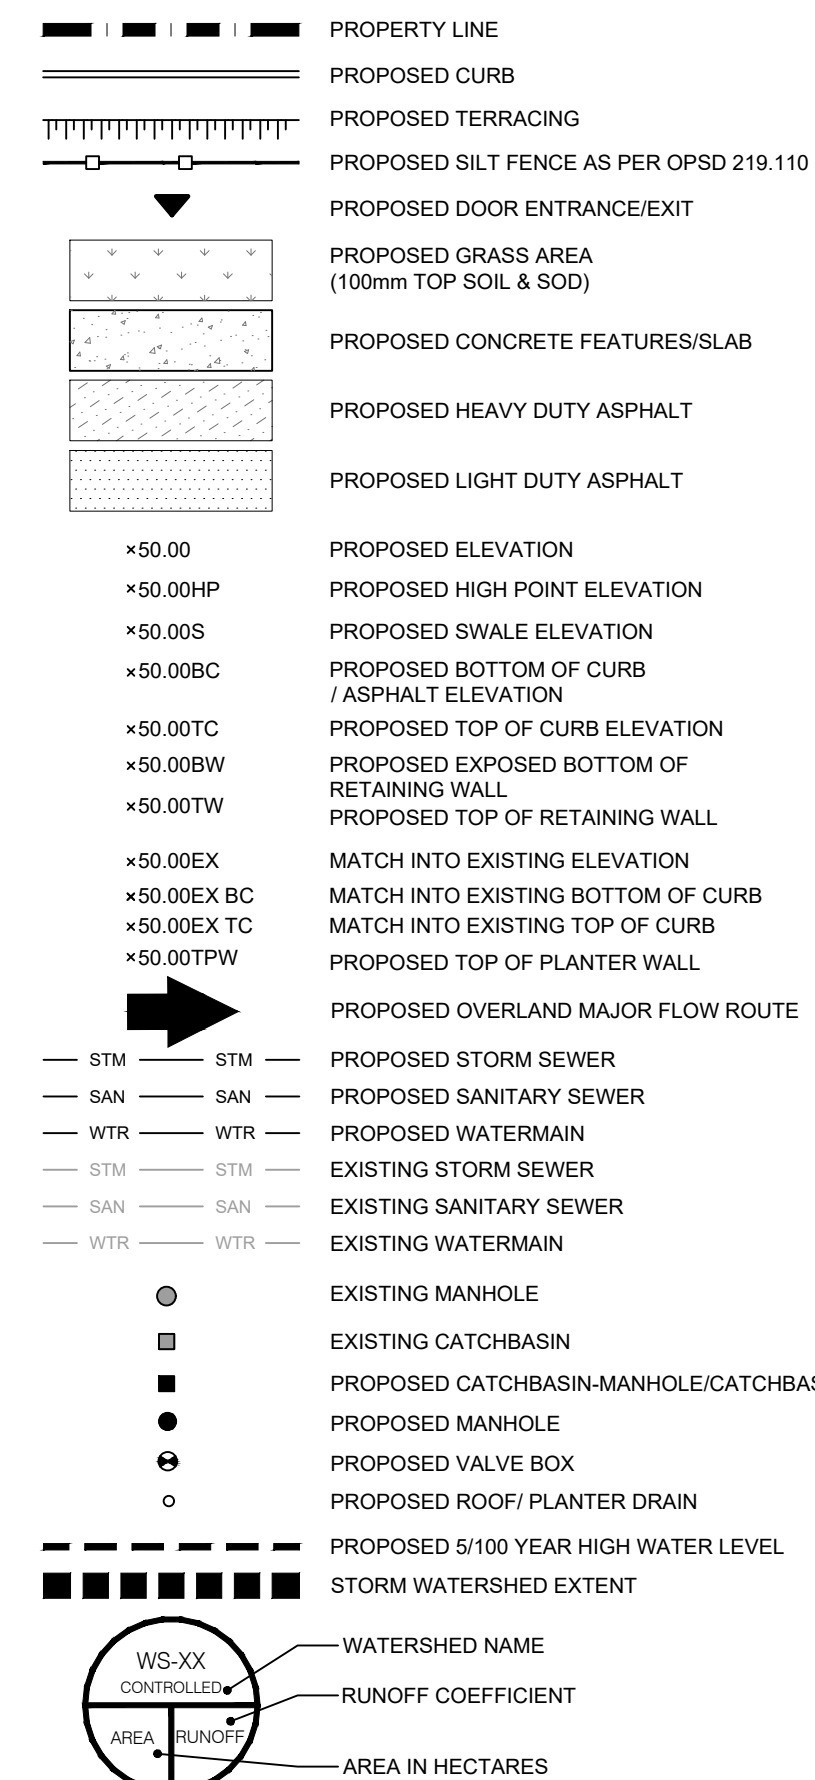 PROPERTY LINE
PROPOSED CURB
PROPOSED TERRACING
PROPOSED SILT FENCE AS PER OPSD 219.110
PROPOSED DOOR ENTRANCE/EXIT
PROPOSED GRASS AREA
(100mm TOP SOIL & SOD)
PROPOSED CONCRETE FEATURES/SLAB
PROPOSED HEAVY DUTY ASPHALT
PROPOSED LIGHT DUTY ASPHALT
×50.00 PROPOSED ELEVATION
×50.00HP PROPOSED HIGH POINT ELEVATION
×50.00S PROPOSED SWALE ELEVATION
×50.00BC PROPOSED BOTTOM OF CURB
/ ASPHALT ELEVATION
×50.00TC PROPOSED TOP OF CURB ELEVATION
×50.00BW PROPOSED EXPOSED BOTTOM OF
RETAINING WALL
×50.00TW PROPOSED TOP OF RETAINING WALL
×50.00EX MATCH INTO EXISTING ELEVATION
×50.00EX BC MATCH INTO EXISTING BOTTOM OF CURB
×50.00EX TC MATCH INTO EXISTING TOP OF CURB
×50.00TPW PROPOSED TOP OF PLANTER WALL
PROPOSED OVERLAND MAJOR FLOW ROUTE
STM STM PROPOSED STORM SEWER
SAN SAN PROPOSED SANITARY SEWER
WTR WTR PROPOSED WATERMAIN
STM STM EXISTING STORM SEWER
SAN SAN EXISTING SANITARY SEWER
WTR WTR EXISTING WATERMAIN
EXISTING MANHOLE
EXISTING CATCHBASIN
PROPOSED CATCHBASIN-MANHOLE/CATCHBAS
PROPOSED MANHOLE
PROPOSED VALVE BOX
PROPOSED ROOF/ PLANTER DRAIN
PROPOSED 5/100 YEAR HIGH WATER LEVEL
STORM WATERSHED EXTENT
WS-XX WATERSHED NAME
CONTROLLED
RUNOFF COEFFICIENT
AREA RUNOFF
AREA IN HECTARES